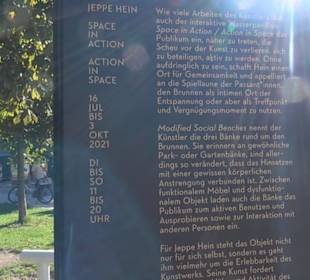 JEPPE HEIN
SPACE
IN
ACTION
ACTION
IN
SPACE
16
JUL
BIS
3
OKT
2021
DI
BIS
SO
11
BIS
20
UHR
Wie viele Arbeiten des Künstlers
auch der interaktive Wasserpavillon
Space in Action / Action in Space das
Publikum ein, näher zu treten, die
Scheu vor der Kunst zu verlieren, sich
zu beteiligen, aktiv zu werden. Ohne
aufdringlich zu sein, schafft Hein einen
Ort für Gemeinsamkeit und appelliert
an die Spiellaune der Passant*innen,
den Brunnen als intimen Ort der
Entspannung oder aber als Treffpunkt
und Vergnügungsmoment zu nutzen.
Modified Social Benches nennt der
Künstler die drei Bänke rund um den
Brunnen. Sie erinnern an gewöhnliche
Park- oder Gartenbänke, sind aller-
dings so verändert, dass das Hinsetzen
mit einer gewissen körperlichen
Anstrengung verbunden ist. Zwischen
funktionalem Möbel und dysfunktio-
nalem Objekt laden auch die Bänke das
Publikum zum aktiven Benutzen und
Ausprobieren sowie zur Interaktion mit
anderen Personen ein.
Für Jeppe Hein steht das Objekt nicht
nur für sich selbst, sondern es geht
ihm vielmehr um die Erlebbarkeit des
Kunstwerks. Seine Kunst fordert
und Aktivität des